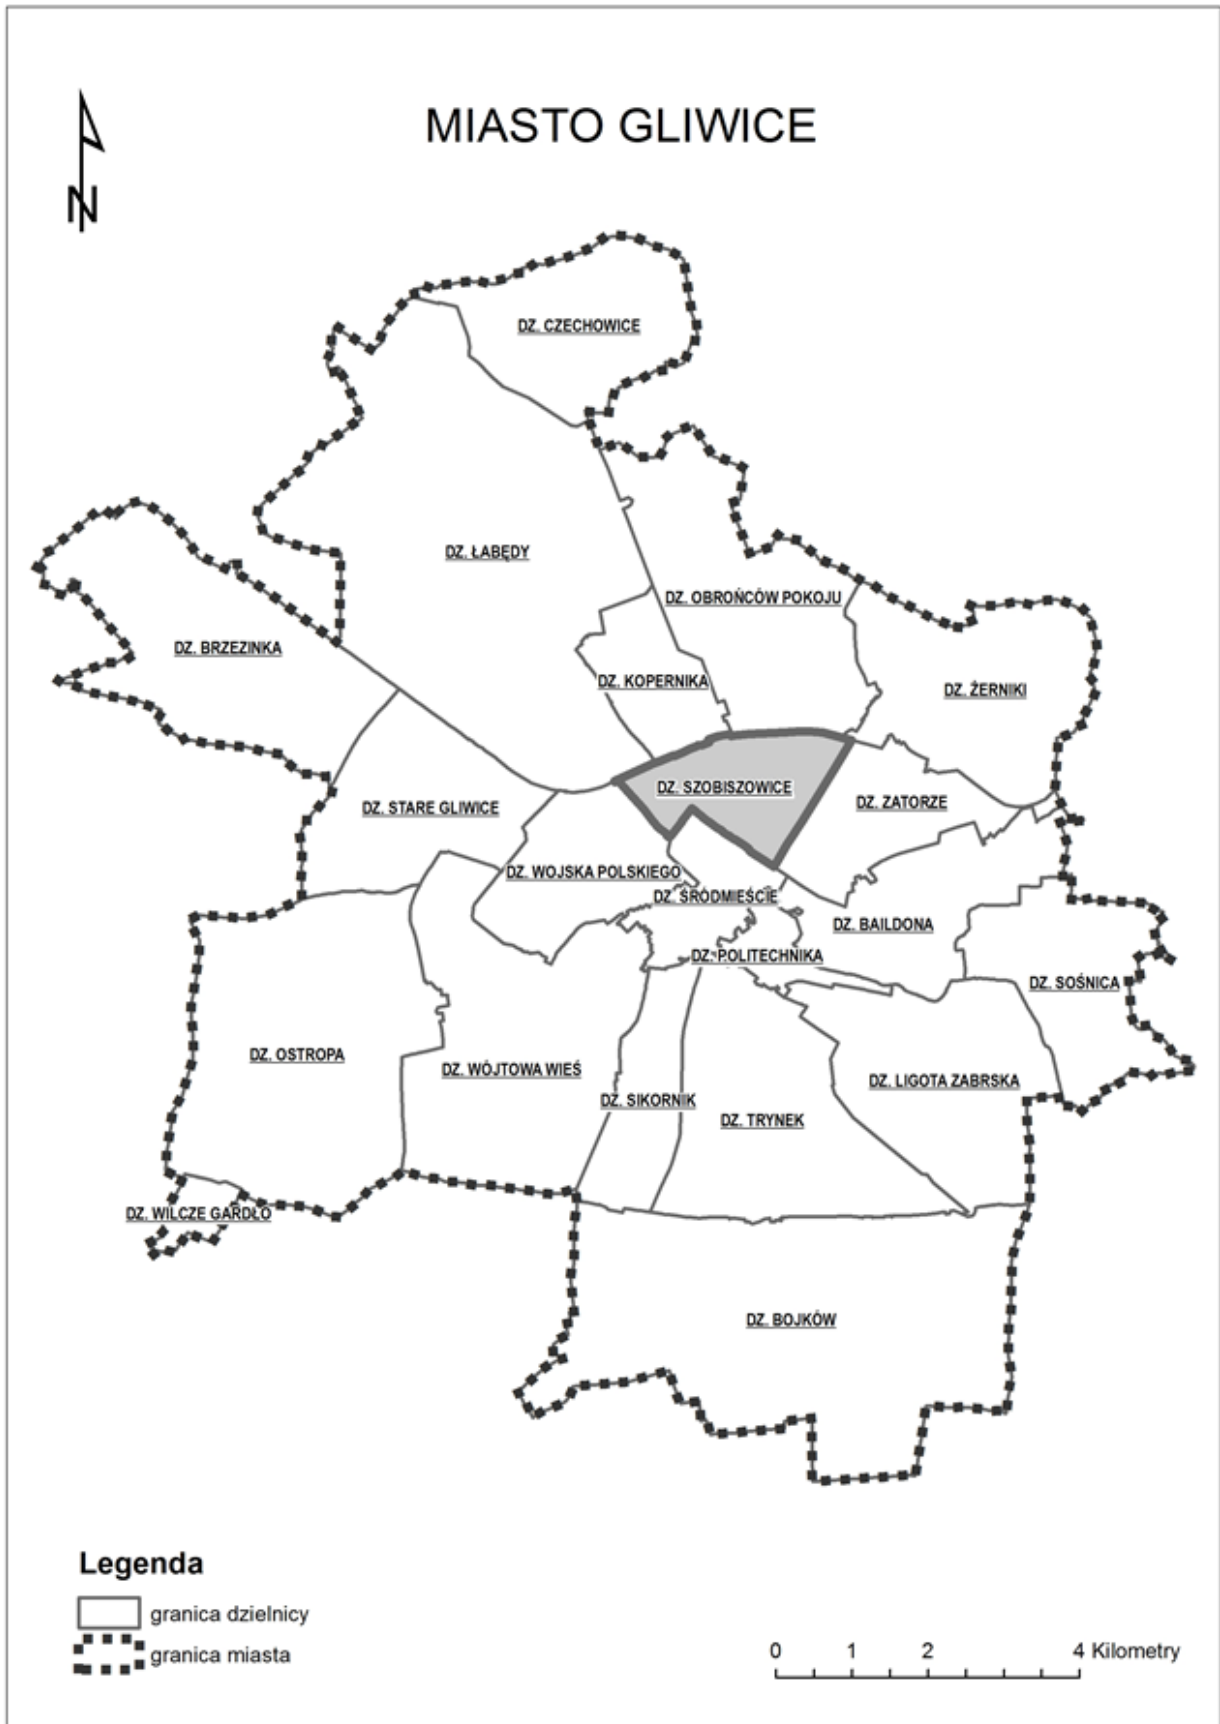 MIASTO GLIWICE
N
DZ. CZECHOWICE
DZ. ŁABĘDY
DZ. OBROŃCÓW POKOJU
DZ. BRZEZINKA
DZ. KOPERNIKA
DZ. ŻERNIKI
DZ. SZOBISZOWICE
DZ. STARE GLIWICE
DZ. ZATORZE
DZ. WOJSKA POLSKIEGO
DZ. ŚRÓDMIEŚCIE
DZ. BAILDONA
DZ. POLITECHNIKA
DZ. SOŚNICA
DZ. OSTROPA
DZ. WÓJTOWA WIEŚ
DZ. LIGOTA ZABRSKA
DZ. SIKORNIK
DZ. TRYNEK
DZ. WILCZE GARDŁO
DZ. BOJKÓW
Legenda
granica dzielnicy
granica miasta
0 1 2 4 Kilometry